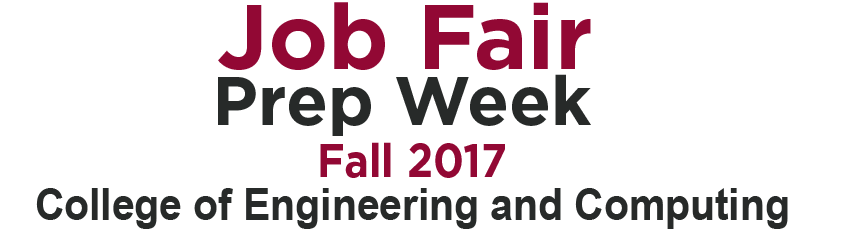 Job Fair
Prep Week
Fall 2017
College of Engineering and Computing